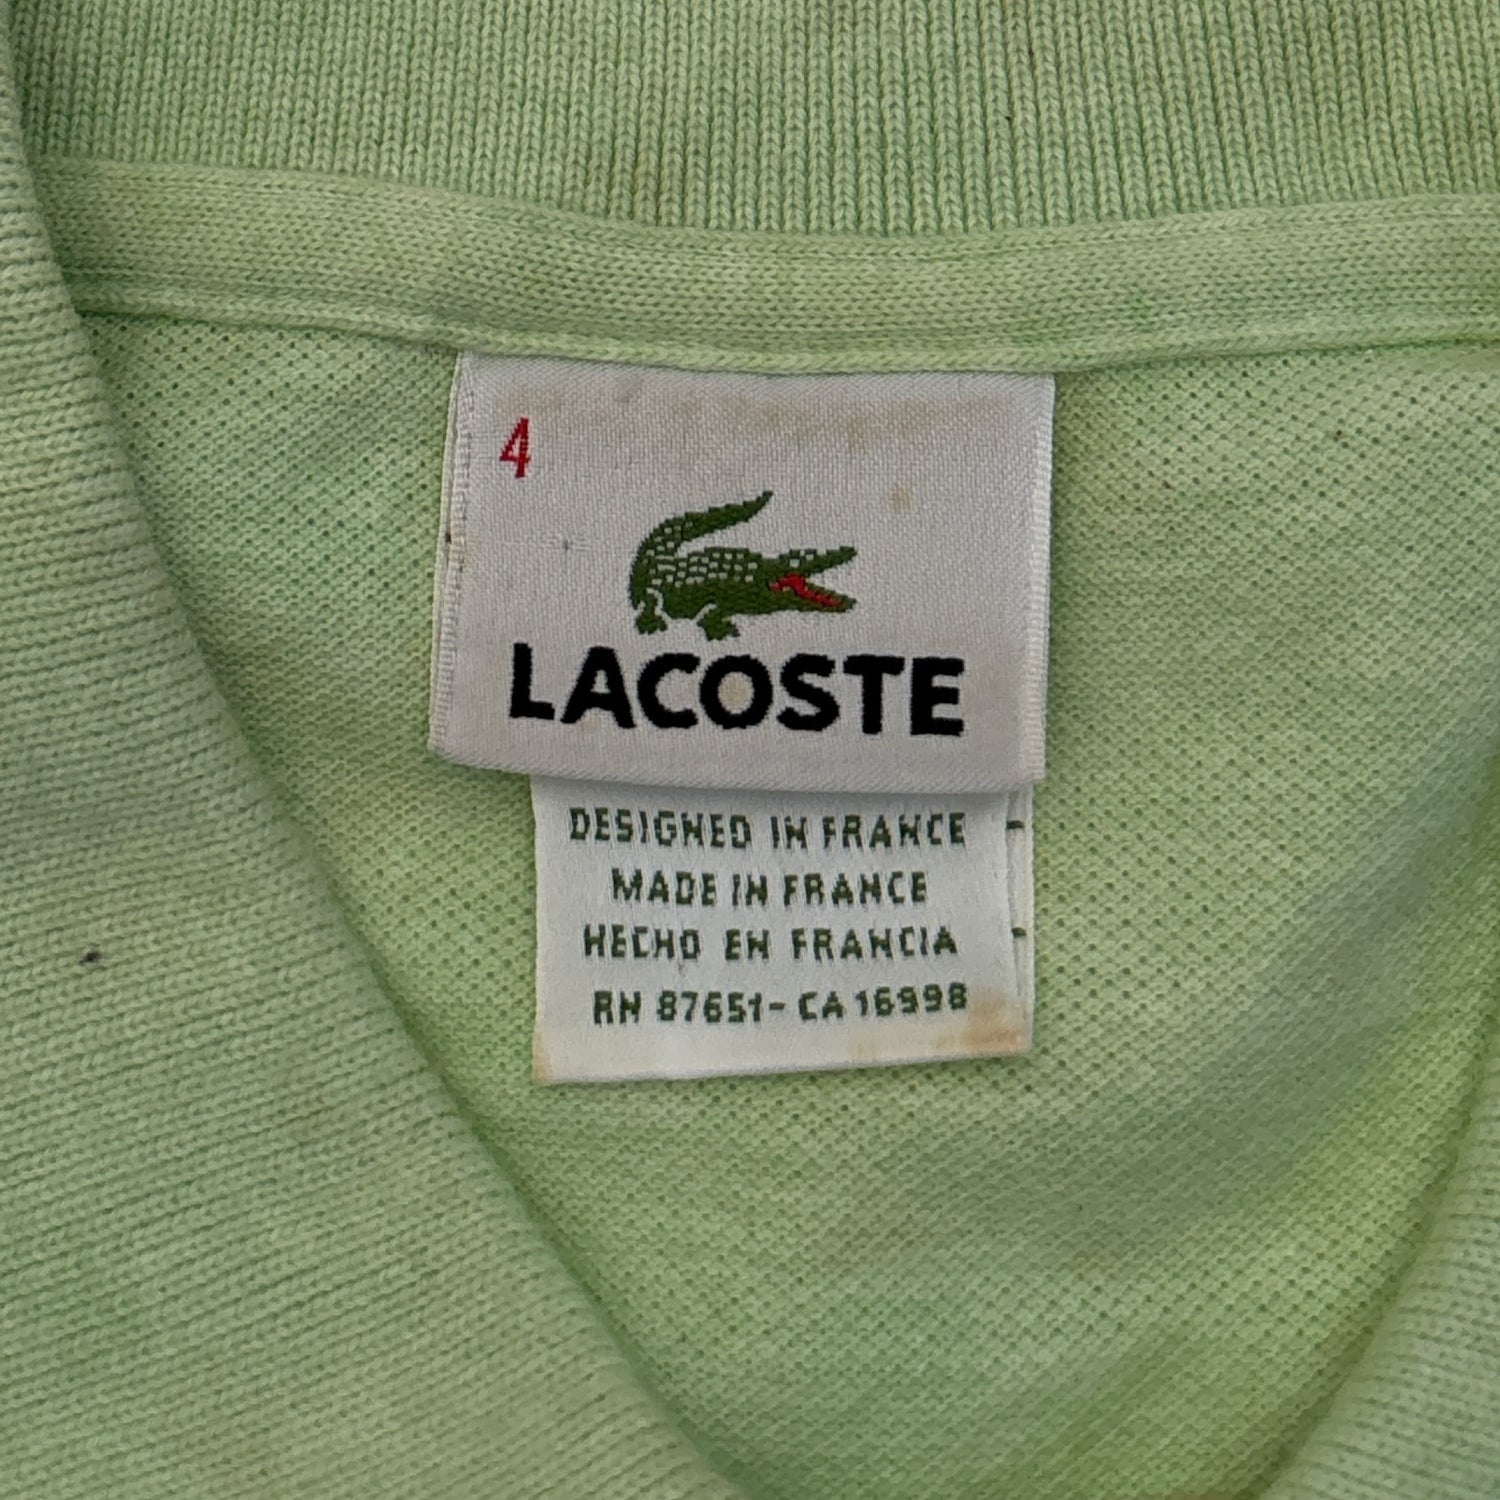 4
LACOSTE
DESIGNED IN FRANCE
MADE IN FRANCE
HECHO EN FRANCIA
RN 87651- CA 16998